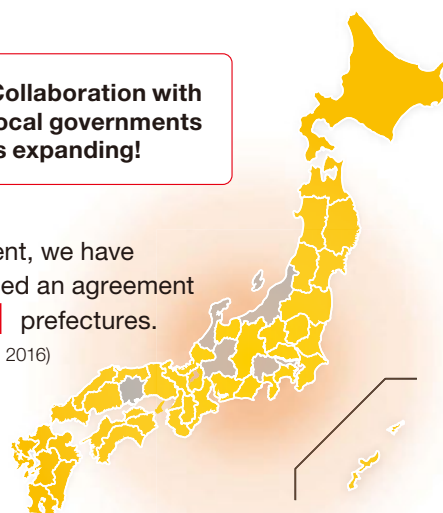 Collaboration with
ocal governments
s expanding!
ent, we have
ed an agreement
prefectures.
2016)